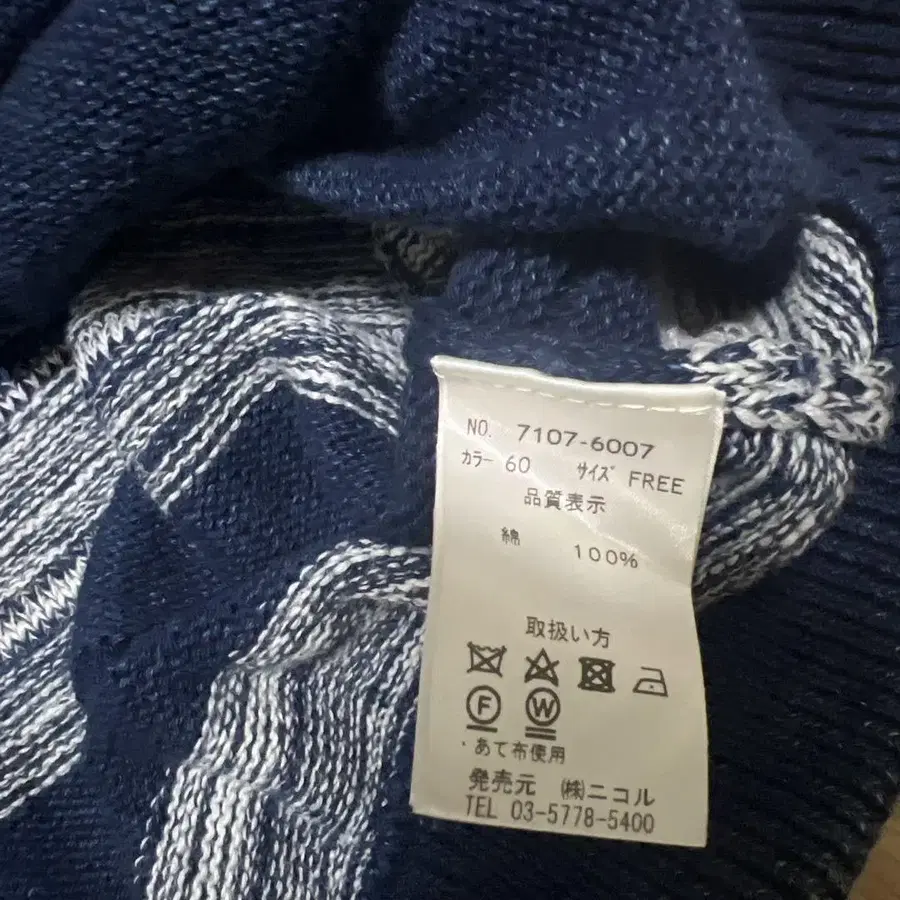 NO. 7107-6007
カラー 60 サイズ FREE
品質表示
綿 100%
取扱い方
F W
・あて布使用
発売元 ㈱ニコル
TEL 03-5778-5400